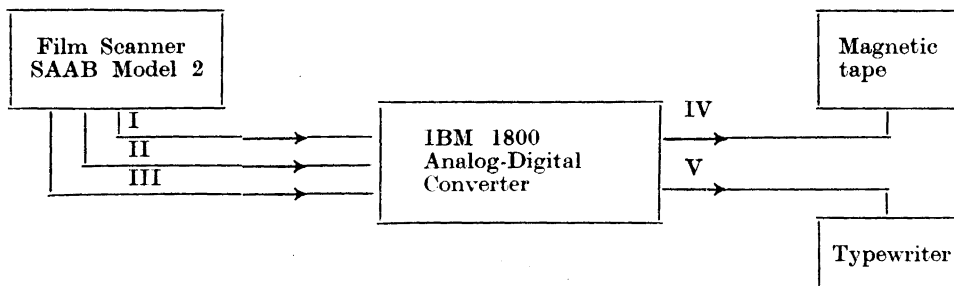 Film Scanner
SAAB Model 2
I
II
III
IBM 1800
Analog-Digital
Converter
IV
V
Magnetic
tape
Typewriter